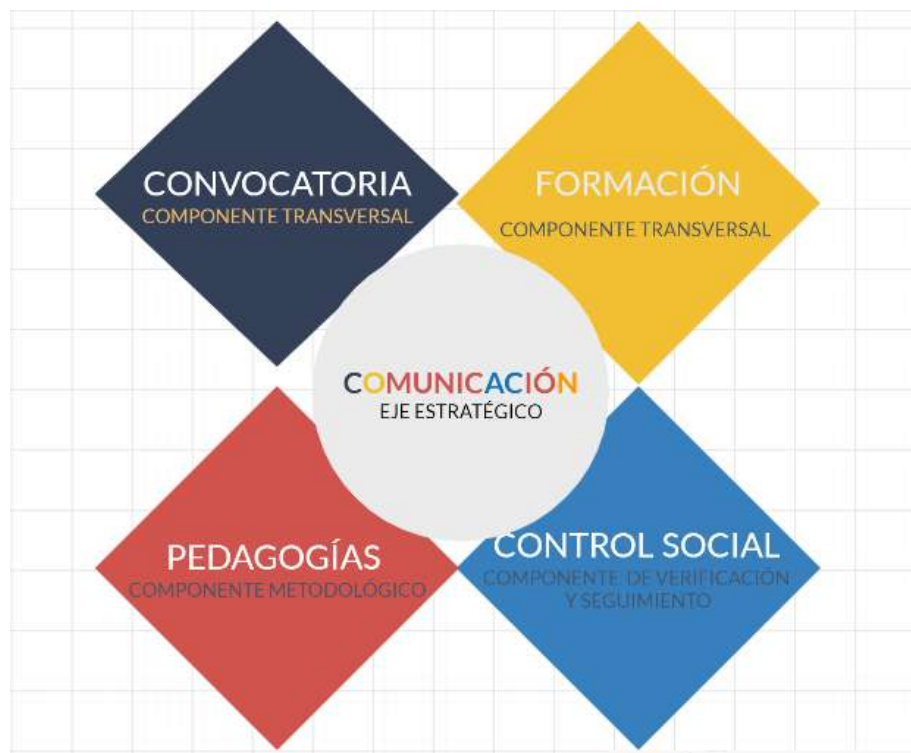 CONVOCATORIA
COMPONENTE TRANSVERSAL
FORMACIÓN
COMPONENTE TRANSVERSAL
COMUNICACIÓN
EJE ESTRATÉGICO
PEDAGOGÍAS
COMPONENTE METODOLÓGICO
CONTROL SOCIAL
COMPONENTE DE VERIFICACIÓN
Y SEGUIMIENTO